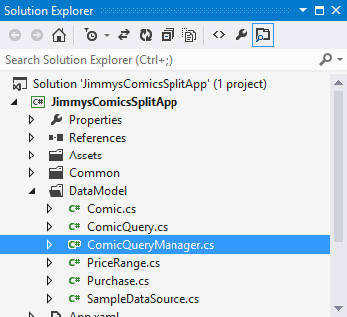 Solution Explorer
Search Solution Explorer (Ctrl+;)
Solution 'JimmysComicsSplitApp' (1 project)
C# JimmysComicsSplitApp
Properties
References
Assets
Common
DataModel
C# Comic.cs
C# ComicQuery.cs
C# ComicQueryManager.cs
C# PriceRange.cs
C# Purchase.cs
C# SampleDataSource.cs
App.xaml